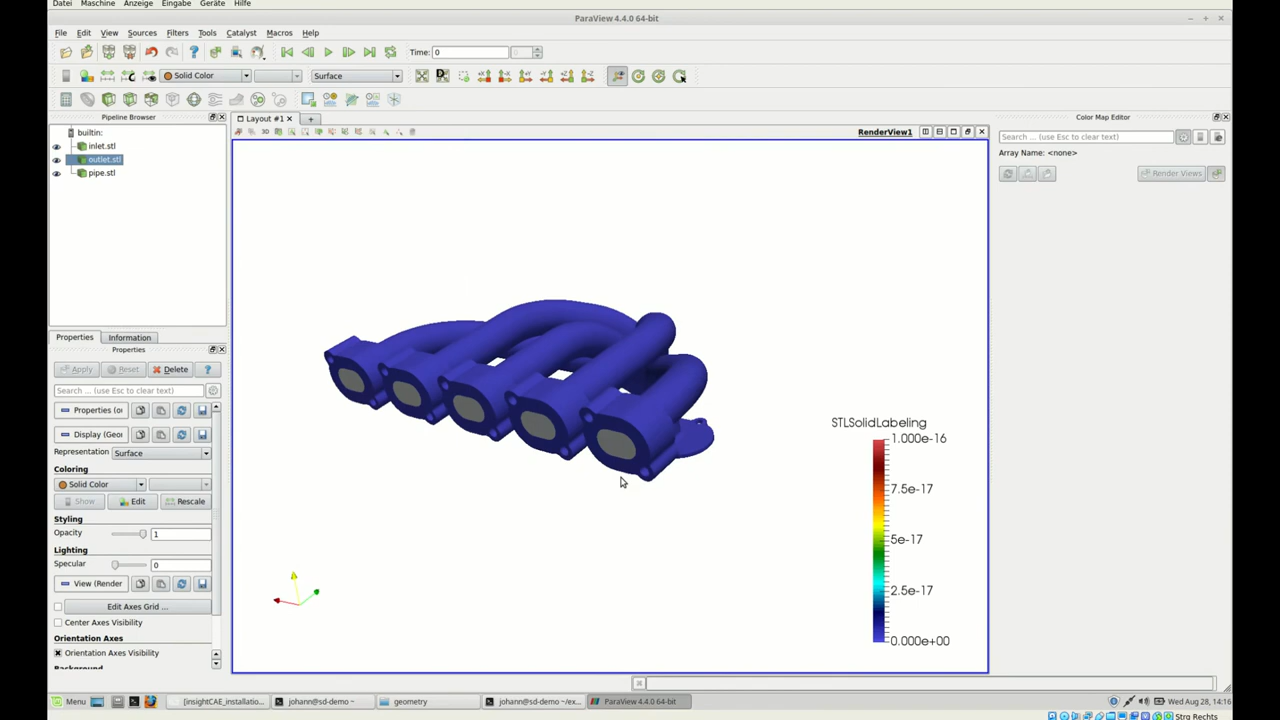 Datei Maschine Anzeige Eingabe Geräte Hilfe
ParaView 4.4.0 64-bit
File Edit View Sources Filters Tools Catalyst Macros Help
Time: 0 0
Solid Color Surface
Pipeline Browser
Layout #1 Color Map Editor
3D RenderView1
builtin: Search ... (use Esc to clear text)
inlet.stl Array Name: <none>
outlet.stl
pipe.stl Render Views
Properties Information
Properties
Apply Reset Delete ?
Search ... (use Esc to clear text)
Properties (o
Display (Geo
Representation Surface
Coloring
Solid Color
Show Edit Rescale
Styling
Opacity 1
Lighting
Specular 0
View (Render
Edit Axes Grid ...
Center Axes Visibility
Orientation Axes
Orientation Axes Visibility
STLSolidLabeling
1.000e-16
7.5e-17
5e-17
2.5e-17
0.000e+00
Menu [insightCAE_installatio... johann@sd-demo ~ geometry johann@sd-demo ~/ex... ParaView 4.4.0 64-bit Wed Aug 28, 14:16
Strg Rechts